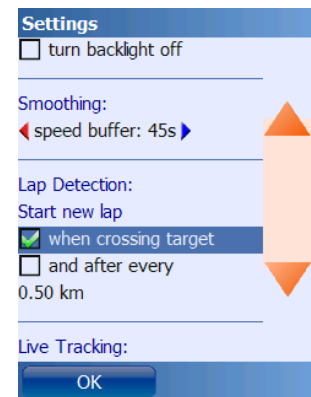 Settings
turn backlight off
Smoothing:
speed buffer: 45s
Lap Detection:
Start new lap
when crossing target
and after every
0.50 km
Live Tracking:
OK